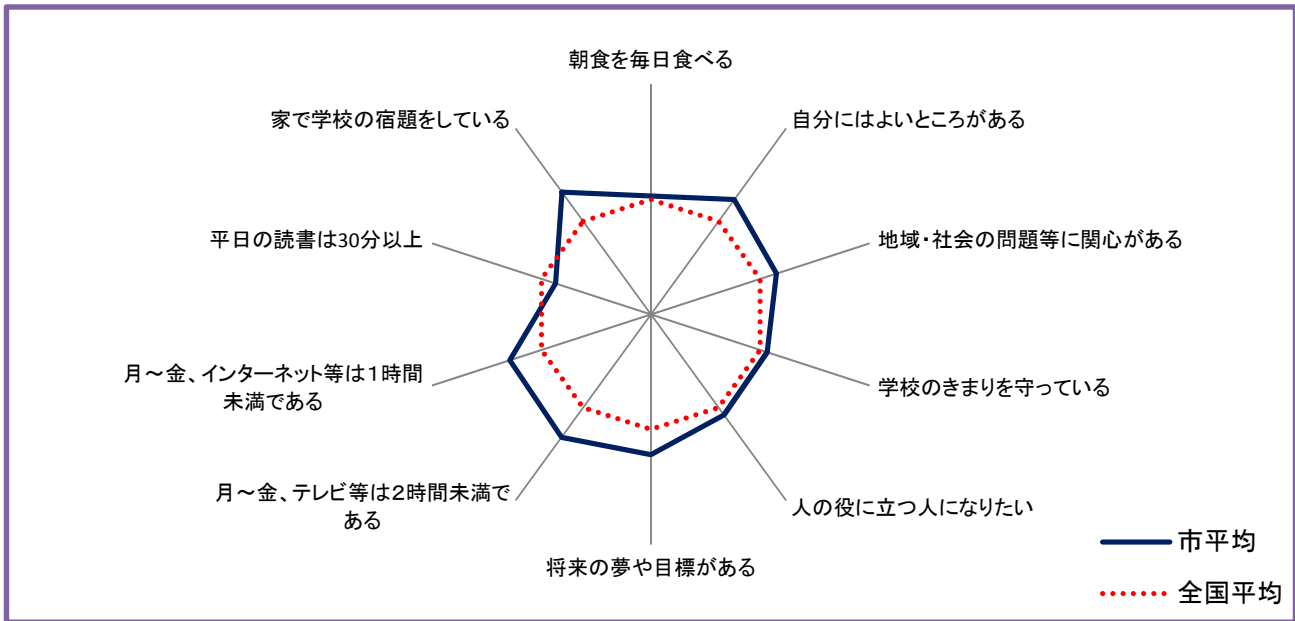 朝食を毎日食べる
自分にはよいところがある
地域・社会の問題等に関心がある
学校のきまりを守っている
人の役に立つ人になりたい
将来の夢や目標がある
月～金、テレビ等は２時間未満で
ある
月～金、インターネット等は１時間
未満である
平日の読書は30分以上
家で学校の宿題をしている
市平均
全国平均